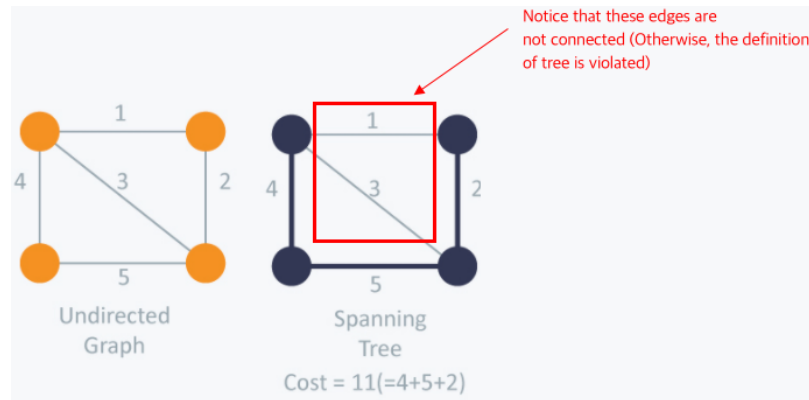 Notice that these edges are
not connected (Otherwise, the definition
of tree is violated)
1
4
3
2
5
Undirected
Graph
1
4
3
2
5
Spanning
Tree
Cost = 11(=4+5+2)